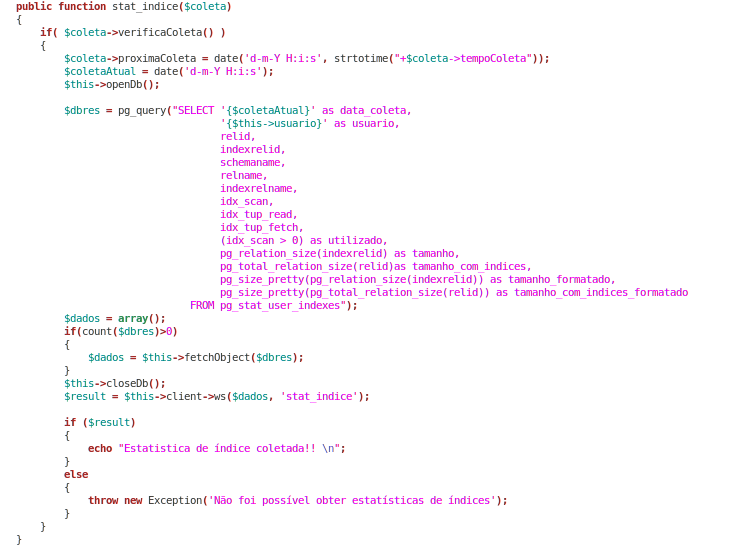 public function stat_indice($coleta)
{
    if( $coleta->verificaColeta() )
    {
        $coleta->proximaColeta = date('d-m-Y H:i:s', strtotime("+$coleta->tempoColeta"));
        $coletaAtual = date('d-m-Y H:i:s');
        $this->openDb();

        $dbres = pg_query("SELECT '{$coletaAtual}' as data_coleta,
                                  '{$this->usuario}' as usuario,
                                  relid,
                                  indexrelid,
                                  schemaname,
                                  relname,
                                  indexrelname,
                                  idx_scan,
                                  idx_tup_read,
                                  idx_tup_fetch,
                                  (idx_scan > 0) as utilizado,
                                  pg_relation_size(indexrelid) as tamanho,
                                  pg_total_relation_size(relid)as tamanho_com_indices,
                                  pg_size_pretty(pg_relation_size(indexrelid)) as tamanho_formatado,
                                  pg_size_pretty(pg_total_relation_size(relid)) as tamanho_com_indices_formatado
                             FROM pg_stat_user_indexes");
        $dados = array();
        if(count($dbres)>0)
        {
            $dados = $this->fetchObject($dbres);
        }
        $this->closeDb();
        $result = $this->client->ws($dados, 'stat_indice');

        if ($result)
        {
            echo "Estatistica de índice coletada!! \n";
        }
        else
        {
            throw new Exception('Não foi possível obter estatísticas de índices');
        }
    }
}